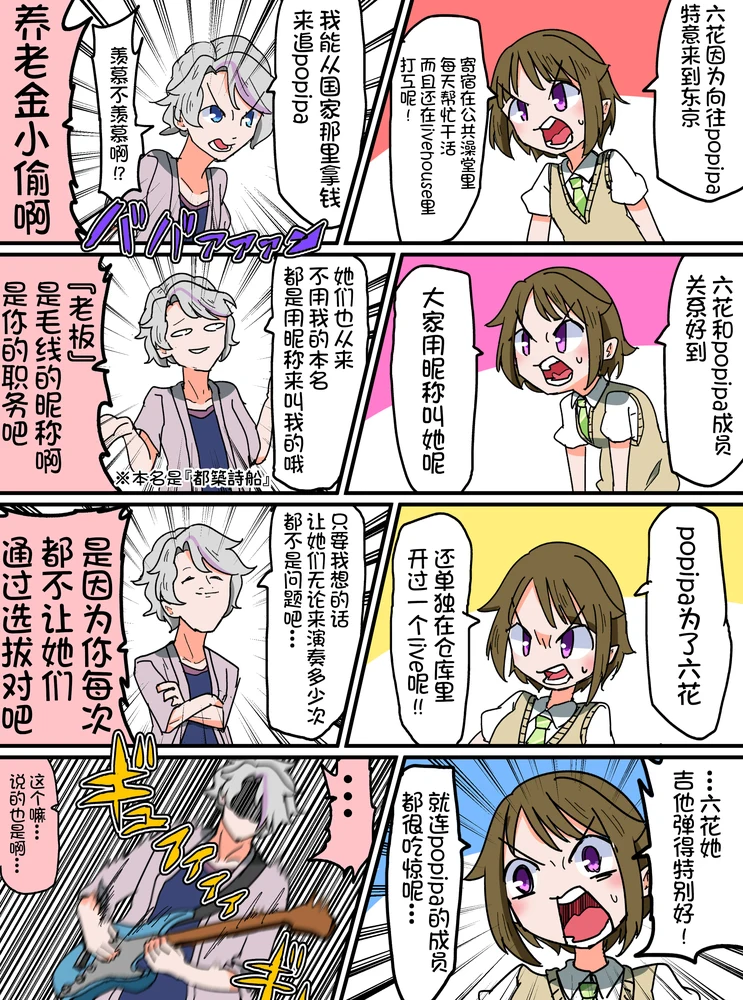 六花因为向往popipa
特意来到东京
寄宿在公共澡堂里
每天帮忙干活
而且还在livehouse里
打工呢！
我能从国家那里拿钱
来追popipa
羡慕不羡慕啊!?
ババァァァン
养老金小偷啊
六花和popipa成员
关系好到
大家用昵称叫她呢
她们也从来
不用我的本名
都是用昵称来叫我的哦
※本名是『都築詩船』
『老板』
是毛线的昵称啊
是你的职务吧
popipa为了六花
还单独在仓库里
开过一个live呢!!
只要我想的话
让她们无论来演奏多少次
都不是问题吧…
是因为你每次
都不让她们
通过选拔对吧
…六花她
吉他弹得特别好！
就连popipa的成员
都很吃惊呢…
…
ギュアイイイン
这个嘛…
说的也是啊…